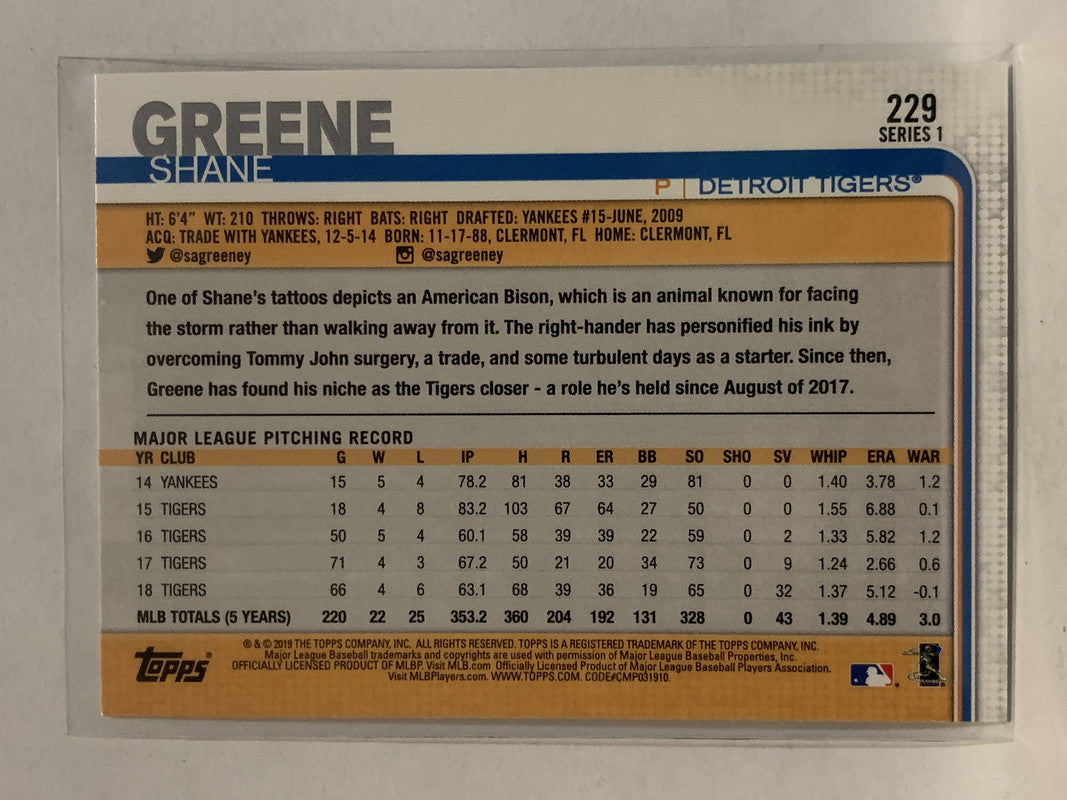 GREENE
229
SERIES 1
SHANE
P | DETROIT TIGERS®
HT: 6'4" WT: 210 THROWS: RIGHT BATS: RIGHT DRAFTED: YANKEES #15-JUNE, 2009
ACQ: TRADE WITH YANKEES, 12-5-14 BORN: 11-17-88, CLERMONT, FL HOME: CLERMONT, FL
@sagreeney @sagreeney
One of Shane's tattoos depicts an American Bison, which is an animal known for facing
the storm rather than walking away from it. The right-hander has personified his ink by
overcoming Tommy John surgery, a trade, and some turbulent days as a starter. Since then,
Greene has found his niche as the Tigers closer - a role he's held since August of 2017.
MAJOR LEAGUE PITCHING RECORD
YR CLUB G W L IP H R ER BB SO SHO SV WHIP ERA WAR
14 YANKEES 15 5 4 78.2 81 38 33 29 81 0 0 1.40 3.78 1.2
15 TIGERS 18 4 8 83.2 103 67 64 27 50 0 0 1.55 6.88 0.1
16 TIGERS 50 5 4 60.1 58 39 39 22 59 0 2 1.33 5.82 1.2
17 TIGERS 71 4 3 67.2 50 21 20 34 73 0 9 1.24 2.66 0.6
18 TIGERS 66 4 6 63.1 68 39 36 19 65 0 32 1.37 5.12 -0.1
MLB TOTALS (5 YEARS) 220 22 25 353.2 360 204 192 131 328 0 43 1.39 4.89 3.0
® & © 2019 THE TOPPS COMPANY, INC. ALL RIGHTS RESERVED. TOPPS IS A REGISTERED TRADEMARK OF THE TOPPS COMPANY, INC.
Major League Baseball trademarks and copyrights are used with permission of Major League Baseball Properties, Inc.
OFFICIALLY LICENSED PRODUCT OF MLBP. Visit MLB.com Officially Licensed Product of Major League Baseball Players Association.
Visit MLBPlayers.com. WWW.TOPPS.COM. CODE#CMP031910.
TOPPS®